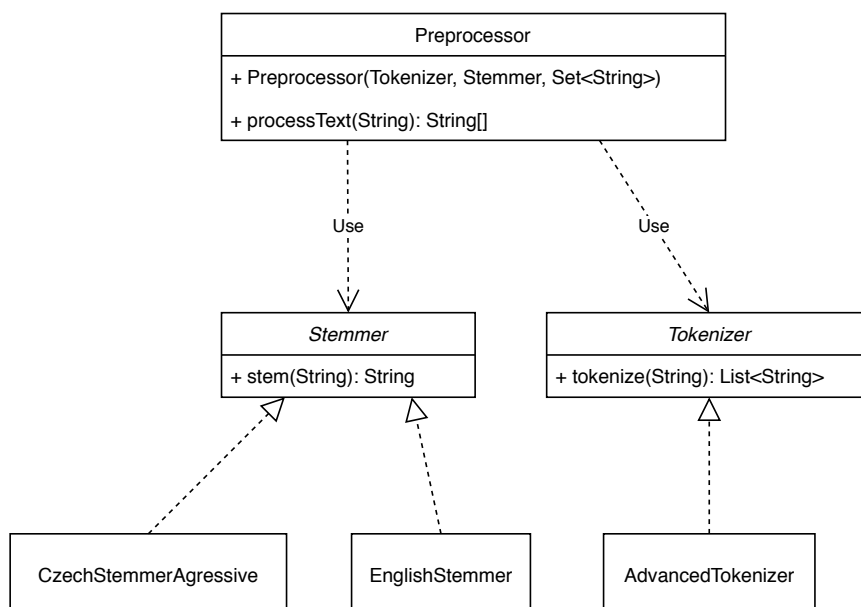 Preprocessor
+ Preprocessor(Tokenizer, Stemmer, Set<String>)
+ processText(String): String[]
Use
Use
Stemmer
+ stem(String): String
Tokenizer
+ tokenize(String): List<String>
CzechStemmerAgressive
EnglishStemmer
AdvancedTokenizer